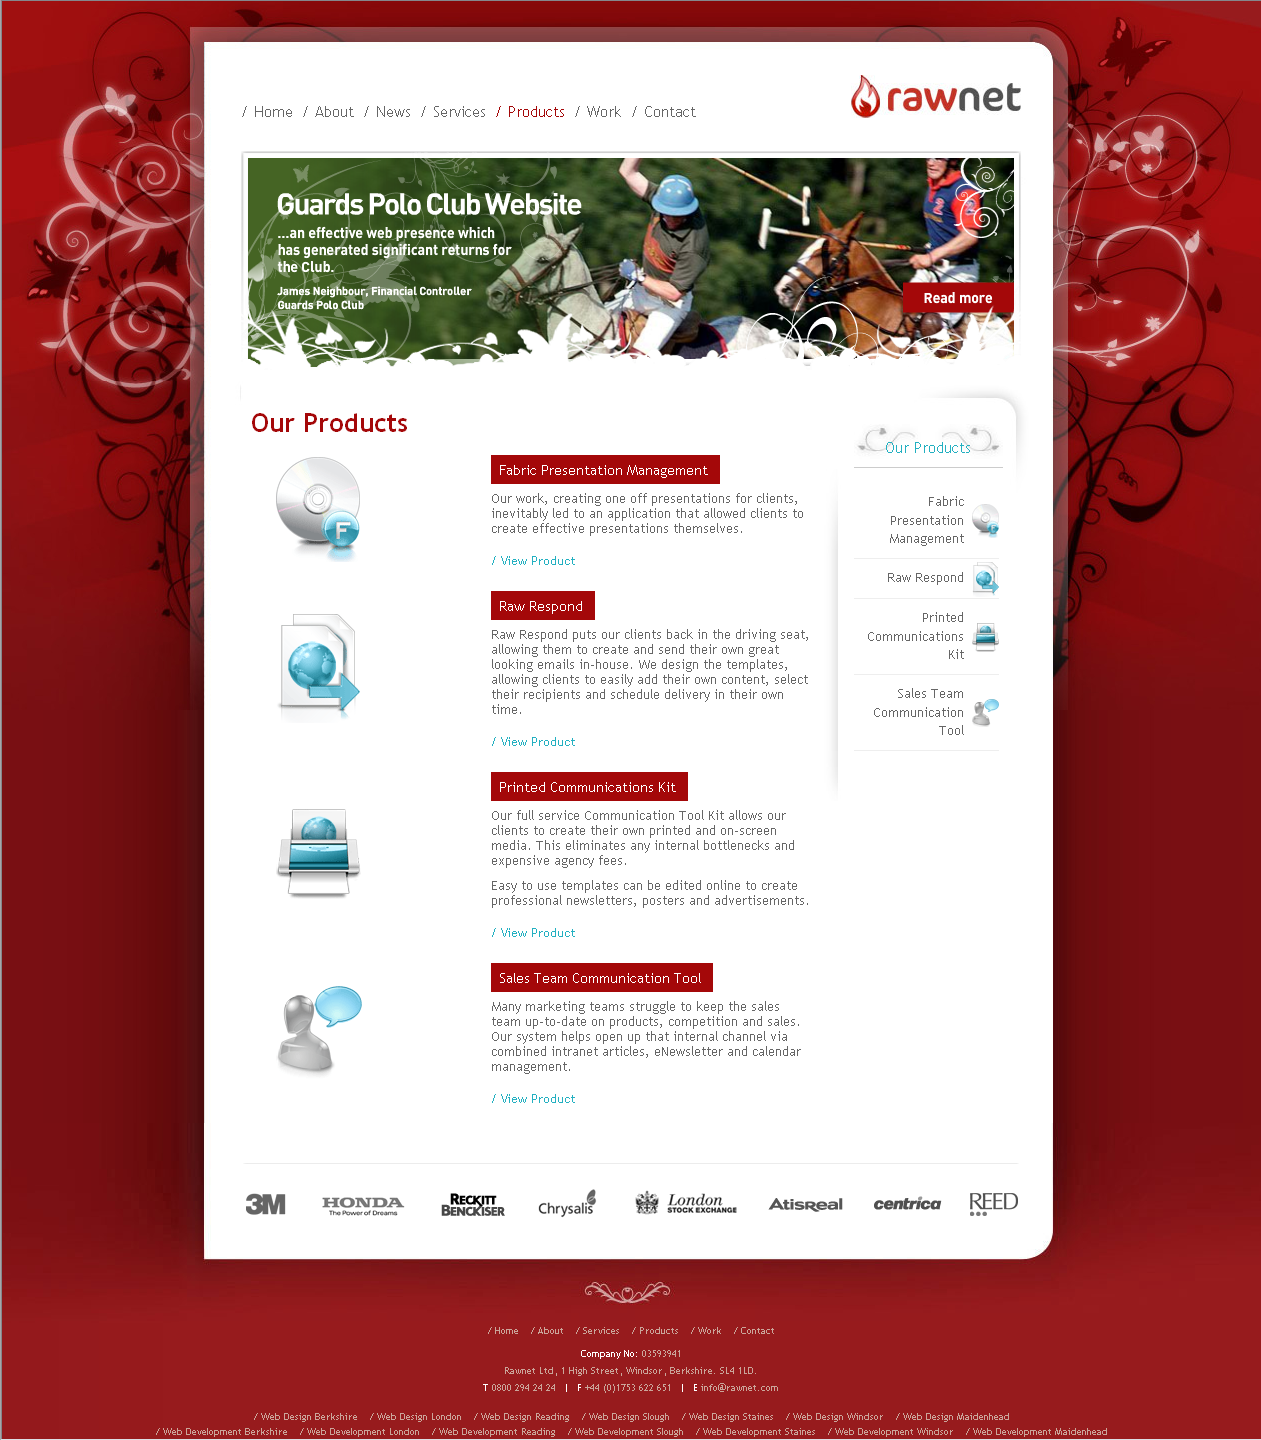 / Home / About / News / Services / Products / Work / Contact
rawnet
Guards Polo Club Website
...an effective web presence which
has generated significant returns for
the Club.
James Neighbour, Financial Controller
Guards Polo Club
Read more
Our Products
Fabric Presentation Management
Our work, creating one off presentations for clients,
inevitably led to an application that allowed clients to
create effective presentations themselves.
/ View Product
F
Raw Respond
Raw Respond puts our clients back in the driving seat,
allowing them to create and send their own great
looking emails in-house. We design the templates,
allowing clients to easily add their own content, select
their recipients and schedule delivery in their own
time.
/ View Product
Printed Communications Kit
Our full service Communication Tool Kit allows our
clients to create their own printed and on-screen
media. This eliminates any internal bottlenecks and
expensive agency fees.
Easy to use templates can be edited online to create
professional newsletters, posters and advertisements.
/ View Product
Sales Team Communication Tool
Many marketing teams struggle to keep the sales
team up-to-date on products, competition and sales.
Our system helps open up that internal channel via
combined intranet articles, eNewsletter and calendar
management.
/ View Product
Our Products
Fabric
Presentation
Management
Raw Respond
Printed
Communications
Kit
Sales Team
Communication
Tool
3M
HONDA
The Power of Dreams
RECKITT
BENCKISER
Chrysalis
London
STOCK EXCHANGE
AtisReal
centrica
REED
/ Home / About / Services / Products / Work / Contact
Company No: 03593941
Rawnet Ltd, 1 High Street, Windsor, Berkshire. SL4 1LD.
T 0800 294 24 24 | F +44 (0)1753 622 651 | E info@rawnet.com
/ Web Design Berkshire / Web Design London / Web Design Reading / Web Design Slough / Web Design Staines / Web Design Windsor / Web Design Maidenhead
/ Web Development Berkshire / Web Development London / Web Development Reading / Web Development Slough / Web Development Staines / Web Development Windsor / Web Development Maidenhead